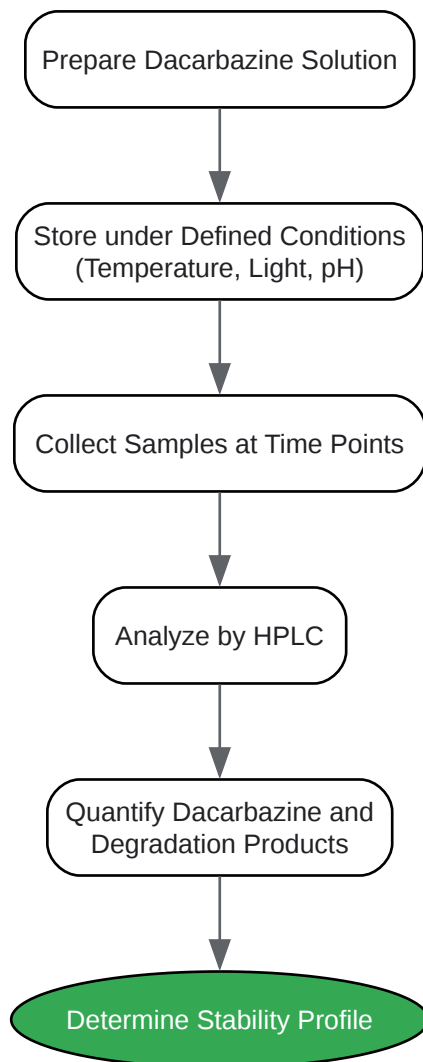 Prepare Dacarbazine Solution
Store under Defined Conditions
(Temperature, Light, pH)
Collect Samples at Time Points
Analyze by HPLC
Quantify Dacarbazine and
Degradation Products
Determine Stability Profile